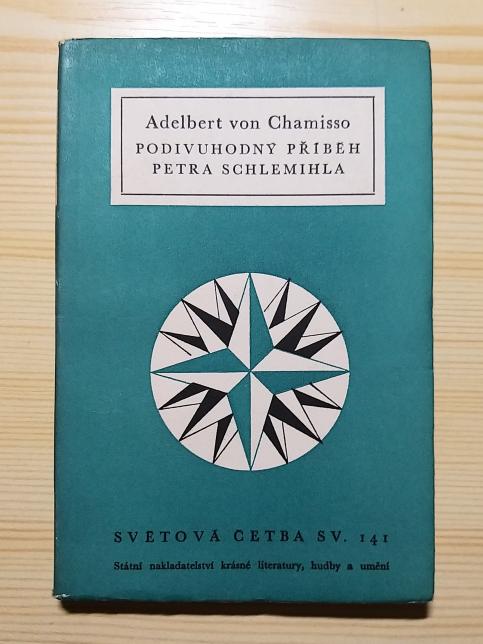 Adelbert von Chamisso
PODIVUHODNÝ PŘÍBĚH
PETRA SCHLEMIHLA
SVĚTOVÁ ČETBA SV. 141
Státní nakladatelství krásné literatury, hudby a umění